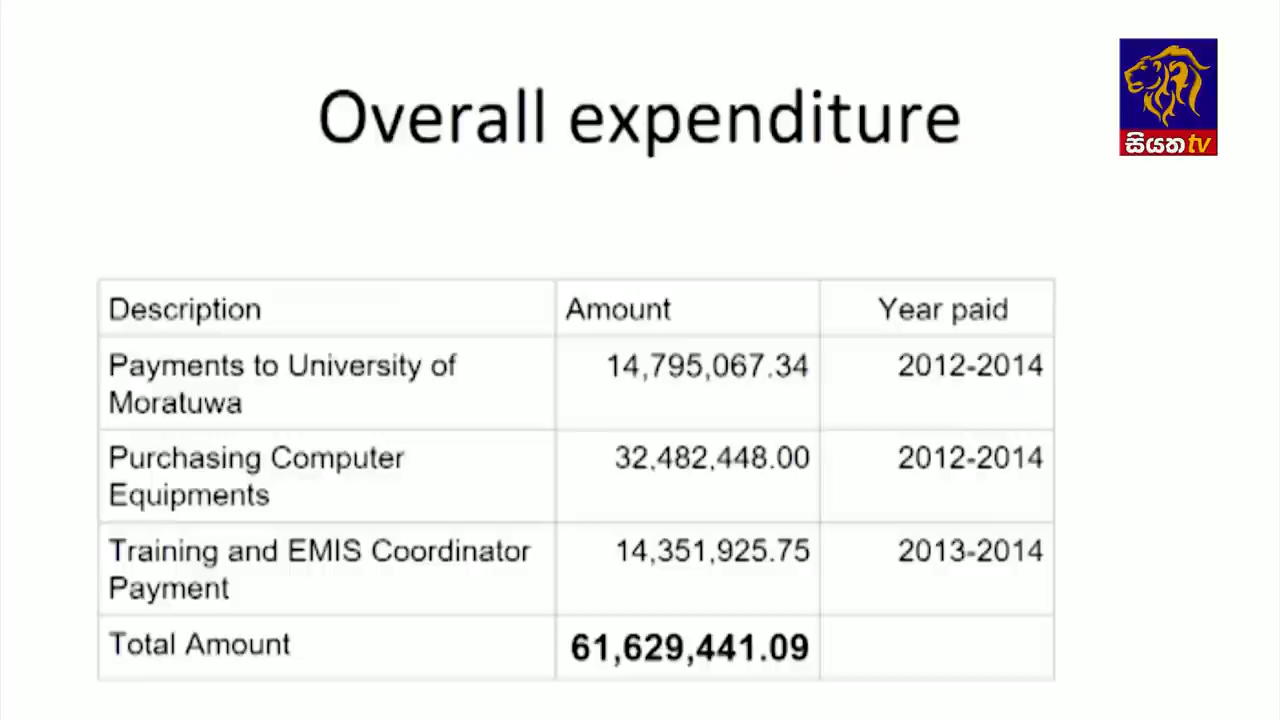 Overall expenditure
සියත tv
Description Amount Year paid
Payments to University of 14,795,067.34 2012-2014
Moratuwa
Purchasing Computer 32,482,448.00 2012-2014
Equipments
Training and EMIS Coordinator 14,351,925.75 2013-2014
Payment
Total Amount 61,629,441.09